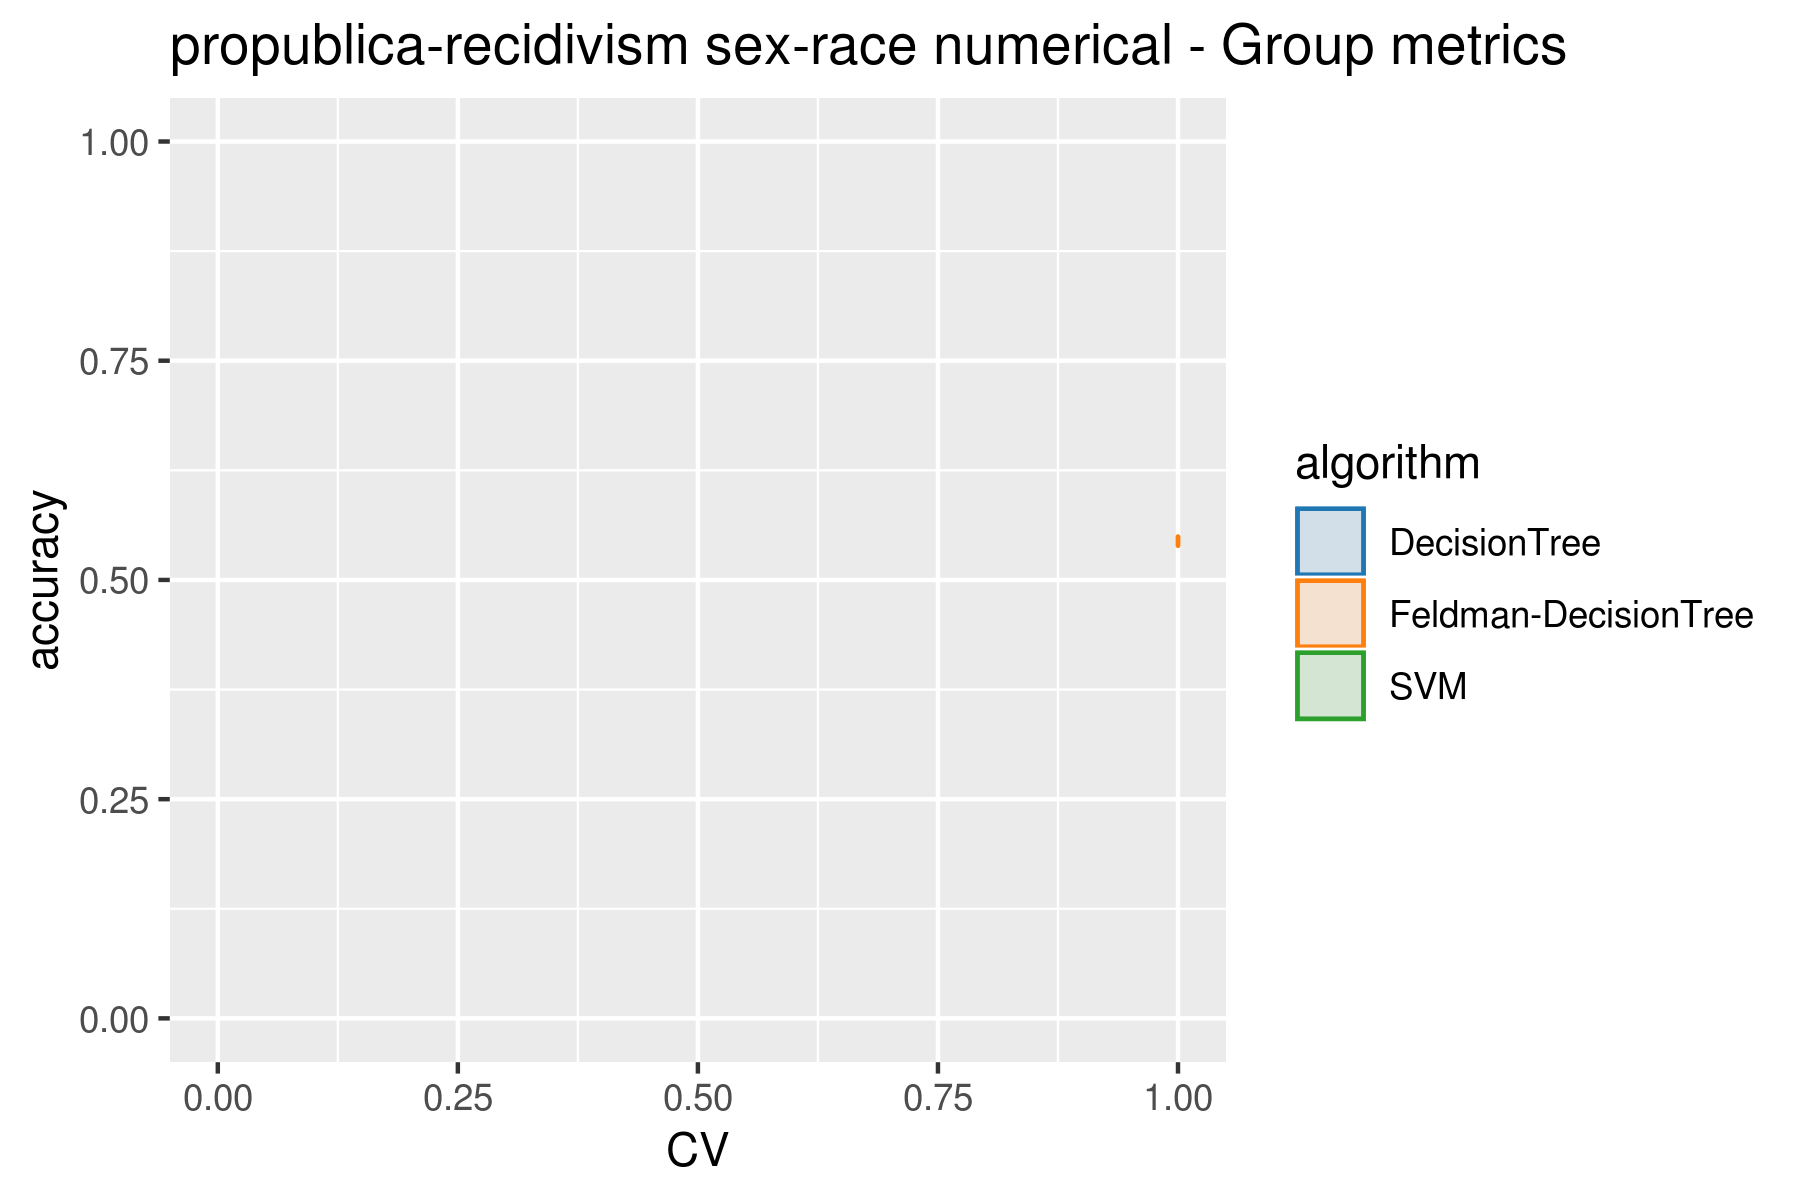 propublica-recidivism sex-race numerical - Group metrics
1.00
0.75
0.50
0.25
0.00
accuracy
0.00 0.25 0.50 0.75 1.00
CV
algorithm
DecisionTree
Feldman-DecisionTree
SVM